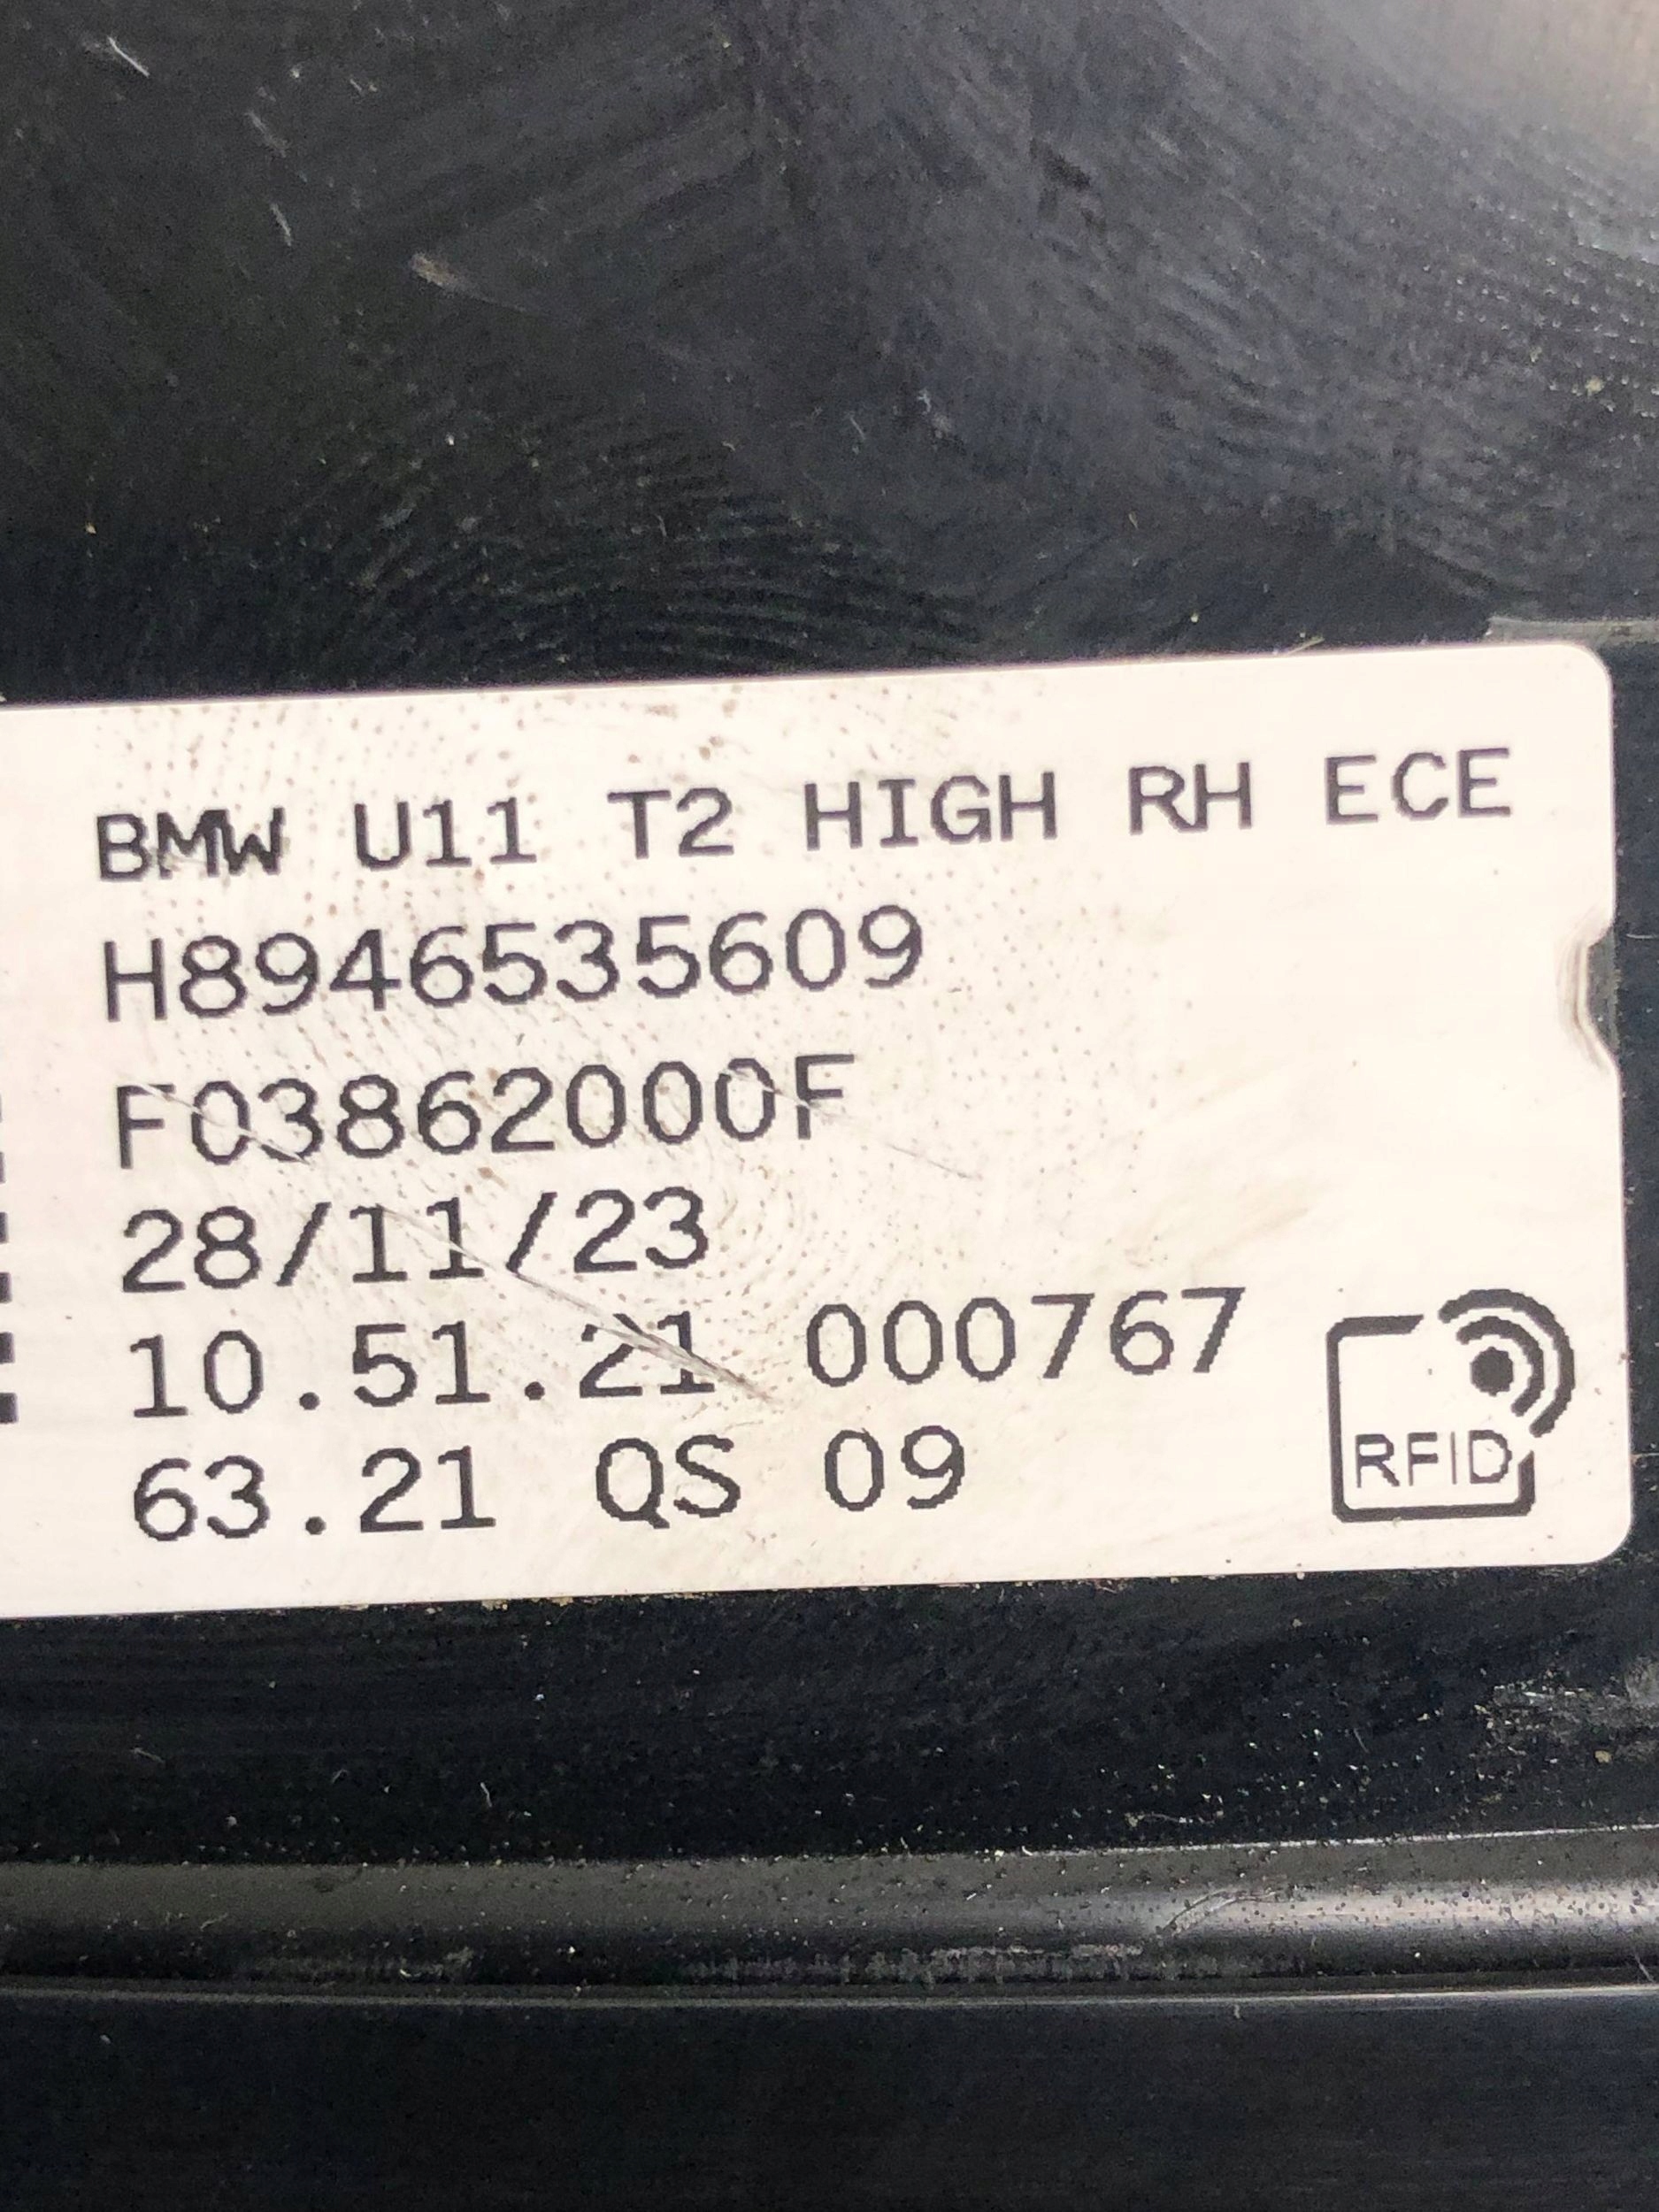 BMW U11 T2 HIGH RH ECE
H8946535609
F03862000F
28/11/23
10.51.21 000767
63.21 QS 09
RFID